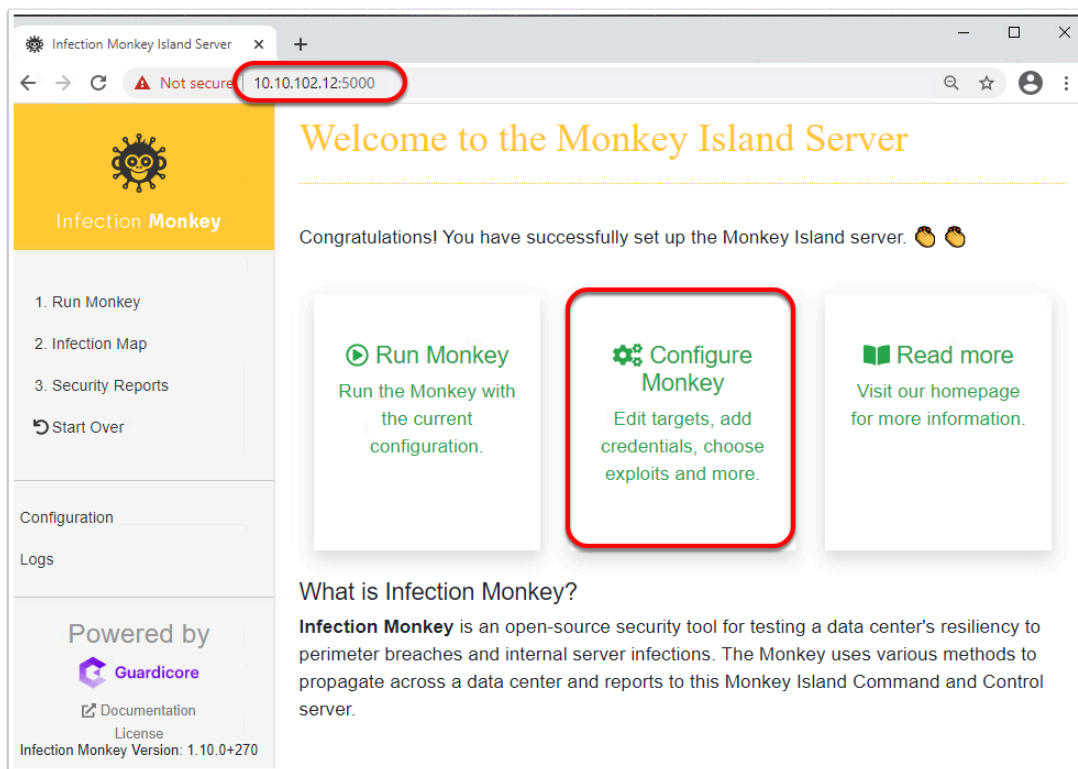 Infection Monkey Island Server
Not secure
10.10.102.12:5000
Infection Monkey
1. Run Monkey
2. Infection Map
3. Security Reports
Start Over
Configuration
Logs
Powered by
Guardicore
Documentation
License
Infection Monkey Version: 1.10.0+270
Welcome to the Monkey Island Server
Congratulations! You have successfully set up the Monkey Island server.
Run Monkey
Run the Monkey with
the current
configuration.
Configure
Monkey
Edit targets, add
credentials, choose
exploits and more.
Read more
Visit our homepage
for more information.
What is Infection Monkey?
Infection Monkey is an open-source security tool for testing a data center's resiliency to
perimeter breaches and internal server infections. The Monkey uses various methods to
propagate across a data center and reports to this Monkey Island Command and Control
server.